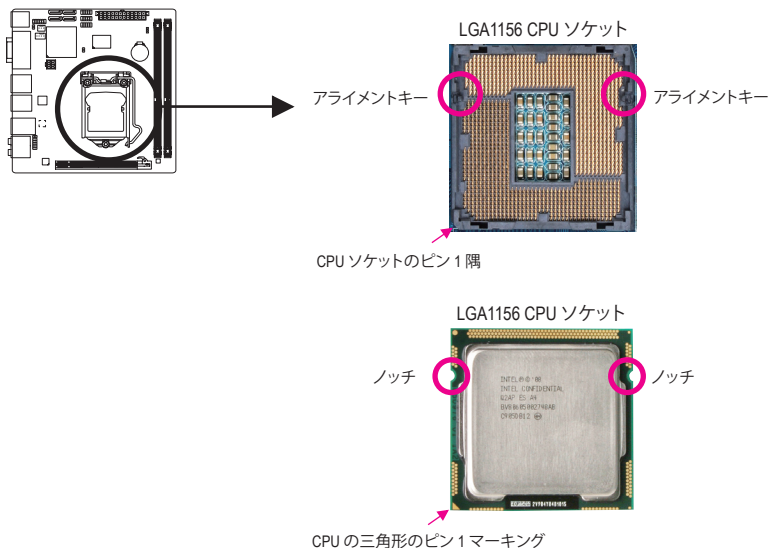 LGA1156 CPU ソケット
アライメントキー
アライメントキー
CPU ソケットのピン 1 隅
LGA1156 CPU ソケット
ノッチ
ノッチ
INTEL CONFIDENTIAL
CPU の三角形のピン 1 マーキング